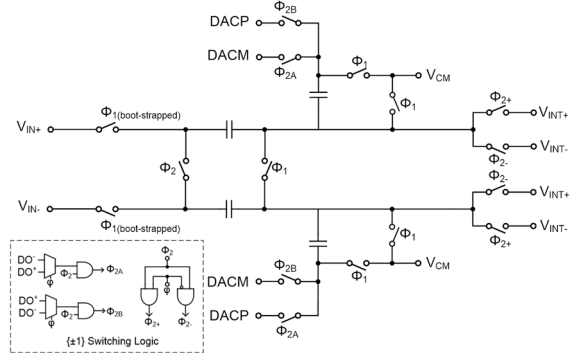 DACP Φ2B
DACM Φ2A
Φ1 VCM
Φ1
Φ1(boot-strapped)
VIN+
Φ2+ VINT+
Φ2- VINT-
Φ2 Φ1
Φ2- VINT+
Φ2+ VINT-
VIN-
Φ1(boot-strapped)
Φ1
Φ1 VCM
DACM Φ2B
DACP Φ2A
DO-
DO+
φ
Φ2 Φ2A
DO+
DO-
φ
Φ2 Φ2B
Φ2
φ
Φ2+ Φ2-
{±1} Switching Logic